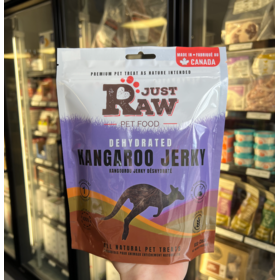 MADE IN • FABRIQUÉ AU
CANADA
PREMIUM PET TREAT AS NATURE INTENDED
JUST
RAW
PET FOOD
DEHYDRATED
KANGAROO JERKY
KANGOUROU JERKY DÉSHYDRATÉ
ALL NATURAL PET TREATS